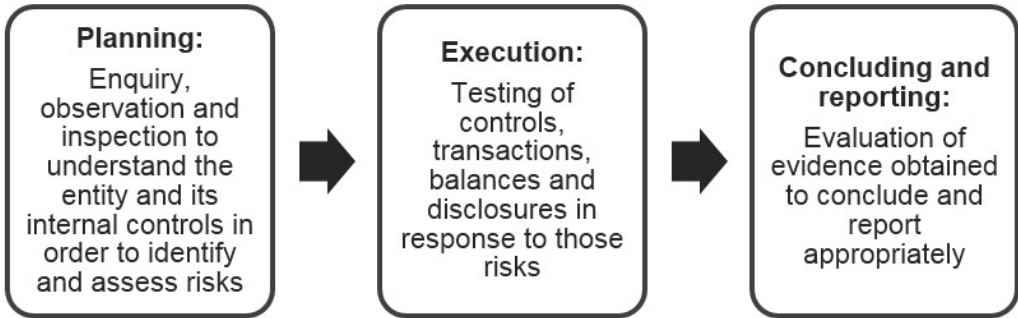 Planning:
Enquiry,
observation and
inspection to
understand the
entity and its
internal controls in
order to identify
and assess risks
Execution:
Testing of
controls,
transactions,
balances and
disclosures in
response to those
risks
Concluding and
reporting:
Evaluation of
evidence obtained
to conclude and
report
appropriately